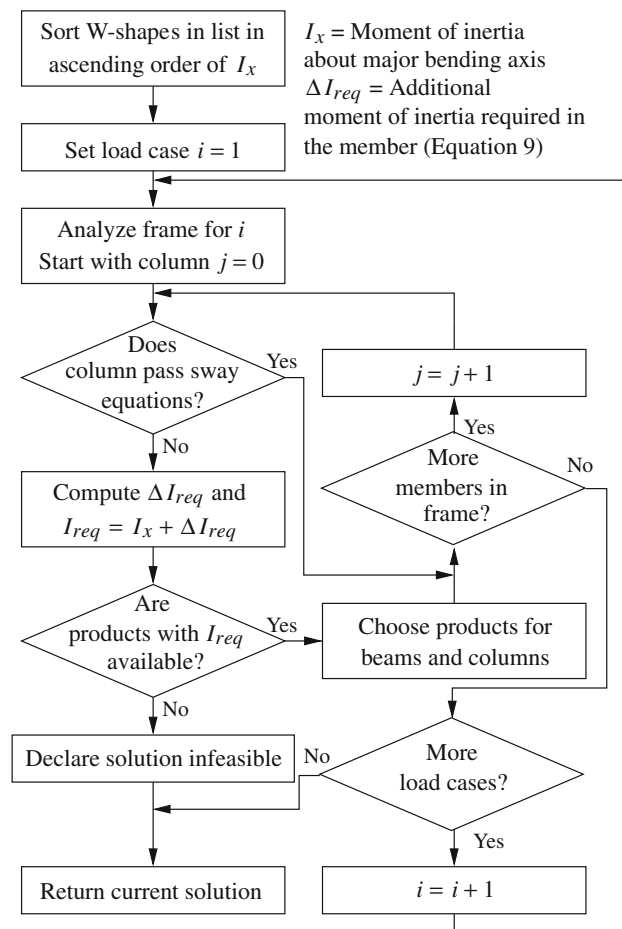 Sort W-shapes in list in
ascending order of Iₓ
Iₓ = Moment of inertia
about major bending axis
ΔI_req = Additional
moment of inertia required in
the member (Equation 9)
Set load case i = 1
Analyze frame for i
Start with column j = 0
Does
column pass sway
equations?
Yes
No
j = j + 1
Yes
More
members in
frame?
No
Compute ΔI_req and
I_req = Iₓ + ΔI_req
Are
products with I_req
available?
Yes
No
Choose products for
beams and columns
Declare solution infeasible
No
More
load cases?
Yes
Return current solution
i = i + 1